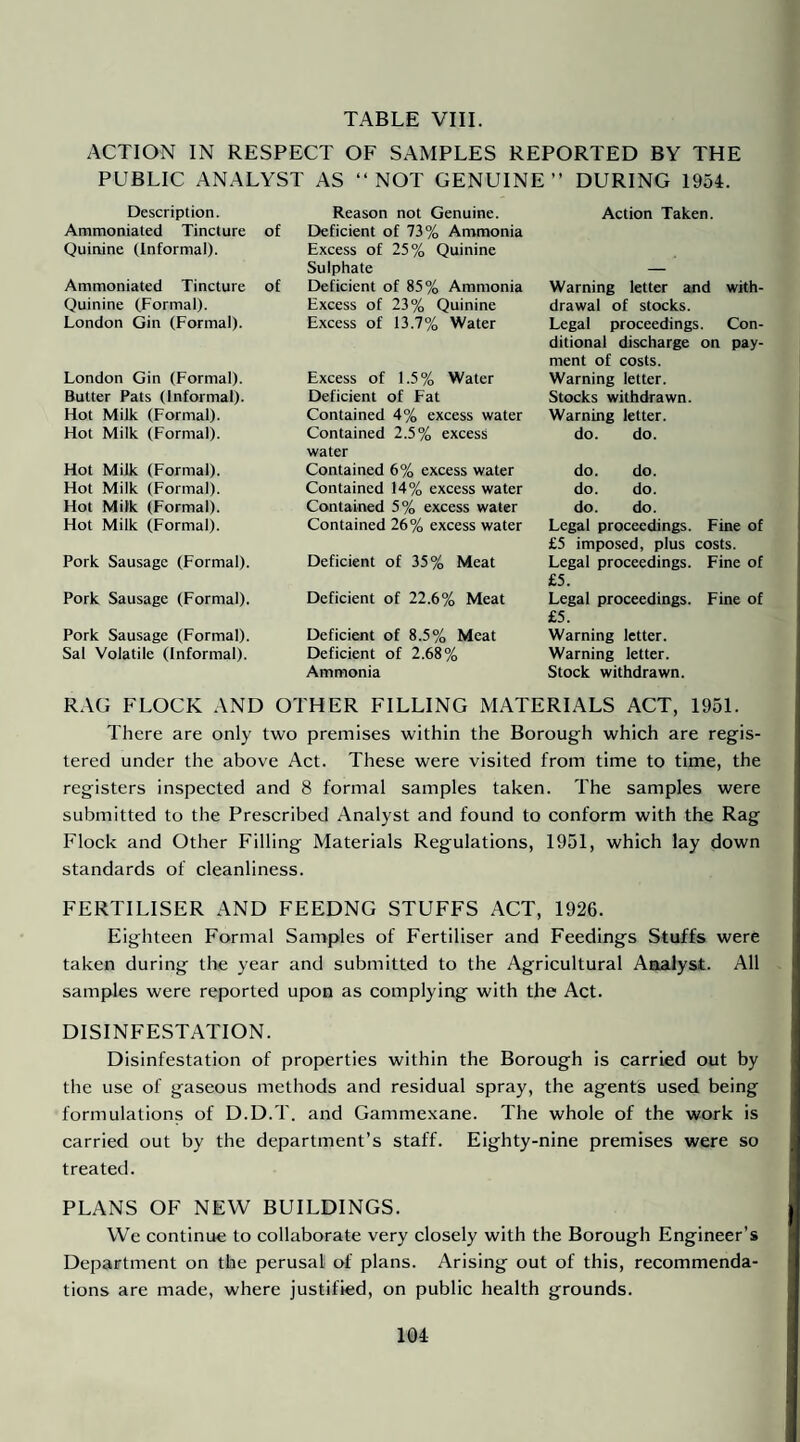 TABLE VIII.
ACTION IN RESPECT OF SAMPLES REPORTED BY THE
PUBLIC ANALYST AS “NOT GENUINE” DURING 1954.
Description. Reason not Genuine. Action Taken.
Ammoniated Tincture of Deficient of 73% Ammonia
Quinine (Informal). Excess of 25% Quinine
Sulphate —
Ammoniated Tincture of Deficient of 85% Ammonia Warning letter and with-
Quinine (Formal). Excess of 23% Quinine drawal of stocks.
London Gin (Formal). Excess of 13.7% Water Legal proceedings. Con-
ditional discharge on pay-
ment of costs.
London Gin (Formal). Excess of 1.5% Water Warning letter.
Butter Pats (Informal). Deficient of Fat Stocks withdrawn.
Hot Milk (Formal). Contained 4% excess water Warning letter.
Hot Milk (Formal). Contained 2.5% excess do. do.
water
Hot Milk (Formal). Contained 6% excess water do. do.
Hot Milk (Formal). Contained 14% excess water do. do.
Hot Milk (Formal). Contained 5% excess water do. do.
Hot Milk (Formal). Contained 26% excess water Legal proceedings. Fine of
£5 imposed, plus costs.
Pork Sausage (Formal). Deficient of 35% Meat Legal proceedings. Fine of
£5.
Pork Sausage (Formal). Deficient of 22.6% Meat Legal proceedings. Fine of
£5.
Pork Sausage (Formal). Deficient of 8.5% Meat Warning letter.
Sal Volatile (Informal). Deficient of 2.68% Warning letter.
Ammonia Stock withdrawn.
RAG FLOCK AND OTHER FILLING MATERIALS ACT, 1951.
There are only two premises within the Borough which are regis-
tered under the above Act. These were visited from time to time, the
registers inspected and 8 formal samples taken. The samples were
submitted to the Prescribed Analyst and found to conform with the Rag
Flock and Other Filling Materials Regulations, 1951, which lay down
standards of cleanliness.
FERTILISER AND FEEDNG STUFFS ACT, 1926.
Eighteen Formal Samples of Fertiliser and Feedings Stuffs were
taken during the year and submitted to the Agricultural Analyst. All
samples were reported upon as complying with the Act.
DISINFESTATION.
Disinfestation of properties within the Borough is carried out by
the use of gaseous methods and residual spray, the agents used being
formulations of D.D.T. and Gammexane. The whole of the work is
carried out by the department’s staff. Eighty-nine premises were so
treated.
PLANS OF NEW BUILDINGS.
We continue to collaborate very closely with the Borough Engineer’s
Department on the perusal of plans. Arising out of this, recommenda-
tions are made, where justified, on public health grounds.
104